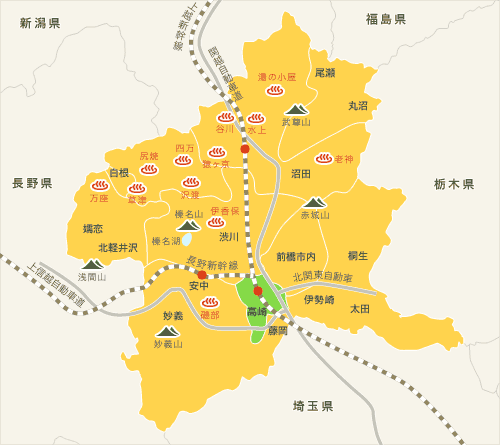 新潟県
上越新幹線
福島県
関越自動車道
湯の小屋
尾瀬
丸沼
武尊山
谷川
水上
四万
尻焼
猿ヶ京
老神
白根
沼田
万座
草津
沢渡
長野県
栃木県
伊香保
榛名山
赤城山
嬬恋
渋川
榛名湖
北軽井沢
前橋市内
桐生
長野新幹線
浅間山
北関東自動車
上信越自動車道
安中
伊勢崎
高崎
太田
磯部
妙義
藤岡
妙義山
埼玉県